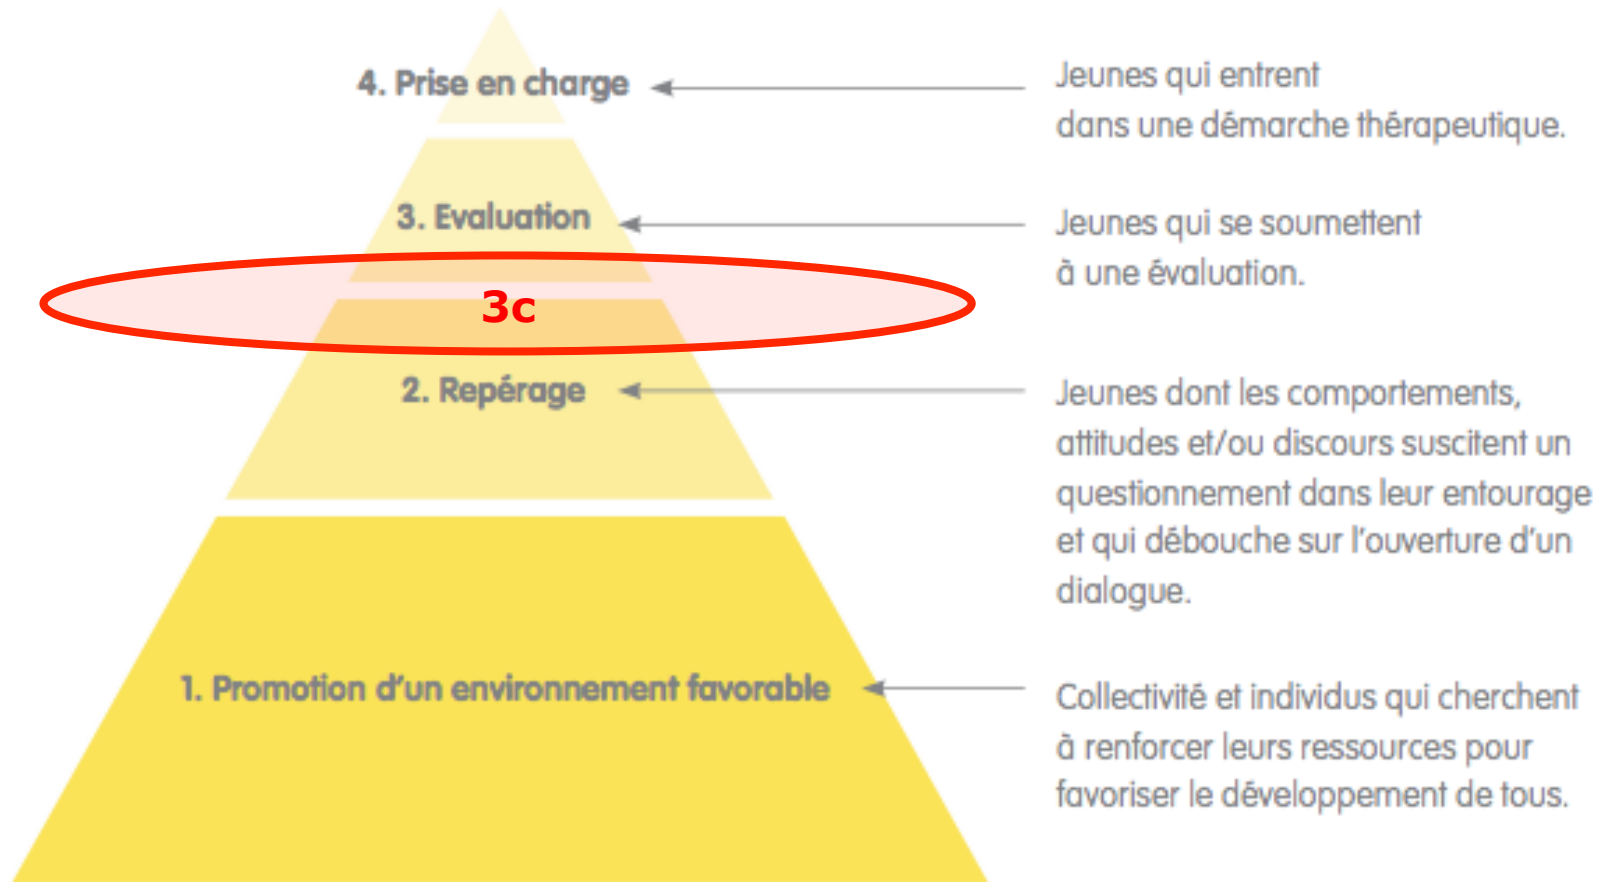 4. Prise en charge
Jeunes qui entrent
dans une démarche thérapeutique.
3. Evaluation
Jeunes qui se soumettent
à une évaluation.
3c
2. Repérage
Jeunes dont les comportements,
attitudes et/ou discours suscitent un
questionnement dans leur entourage
et qui débouche sur l'ouverture d'un
dialogue.
1. Promotion d'un environnement favorable
Collectivité et individus qui cherchent
à renforcer leurs ressources pour
favoriser le développement de tous.